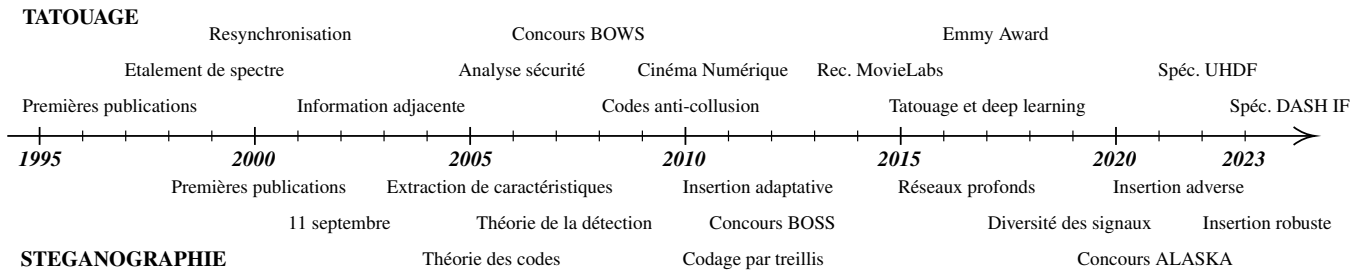 TATOUAGE
Resynchronisation Concours BOWS Emmy Award
Etalement de spectre Analyse sécurité Cinéma Numérique Rec. MovieLabs Spéc. UHDF
Premières publications Information adjacente Codes anti-collusion Tatouage et deep learning Spéc. DASH IF
1995 2000 2005 2010 2015 2020 2023
Premières publications Extraction de caractéristiques Insertion adaptative Réseaux profonds Insertion adverse
11 septembre Théorie de la détection Concours BOSS Diversité des signaux Insertion robuste
STEGANOGRAPHIE Théorie des codes Codage par treillis Concours ALASKA